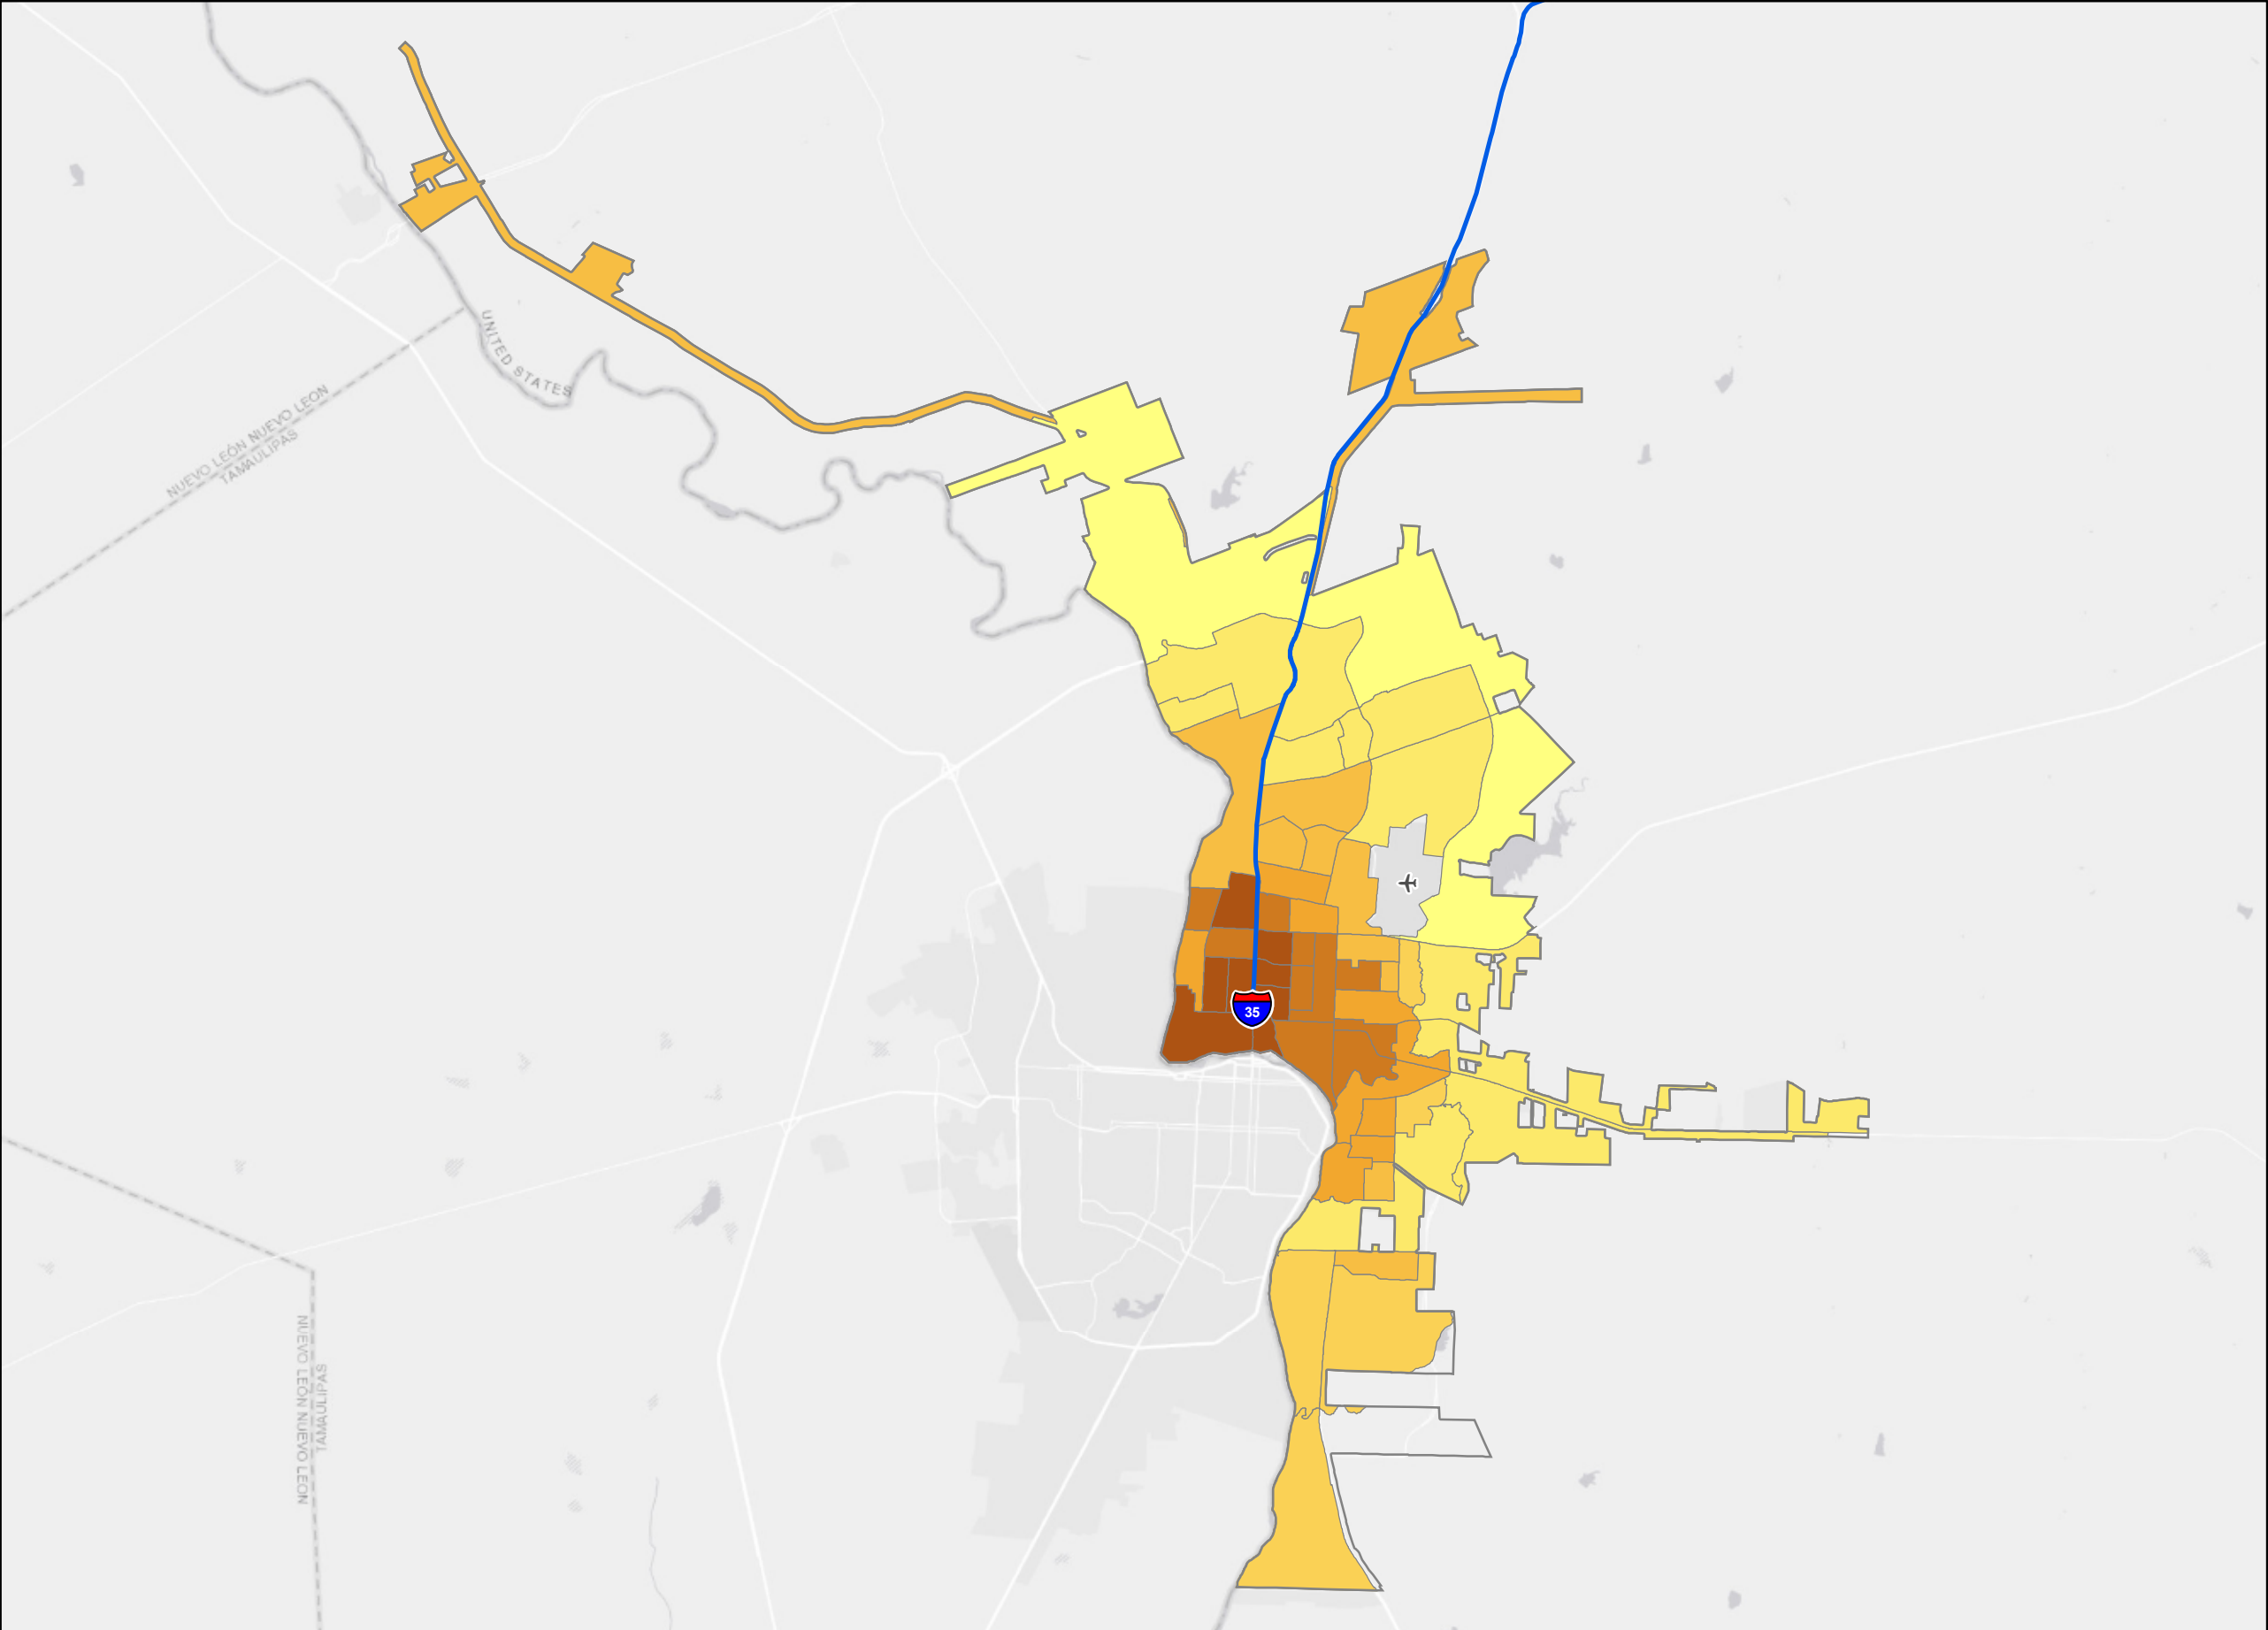 UNITED STATES
NUEVO LEÓN NUEVO LEON
TAMAULIPAS
35
TAMAULIPAS
NUEVO LEÓN NUEVO LEON